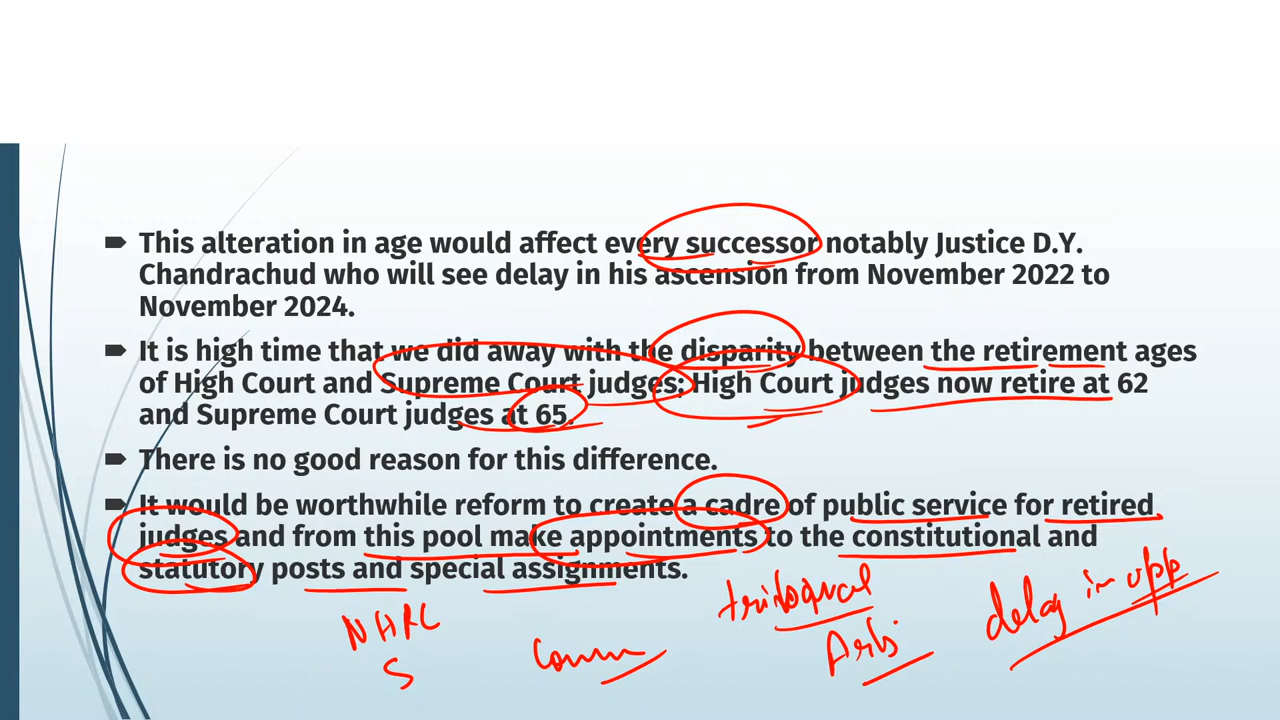 This alteration in age would affect every successor notably Justice D.Y.
Chandrachud who will see delay in his ascension from November 2022 to
November 2024.
It is high time that we did away with the disparity between the retirement ages
of High Court and Supreme Court judges; High Court judges now retire at 62
and Supreme Court judges at 65.
There is no good reason for this difference.
It would be worthwhile reform to create a cadre of public service for retired
judges and from this pool make appointments to the constitutional and
statutory posts and special assignments.
NHRC
S
Comm
Arbi
delay in opp